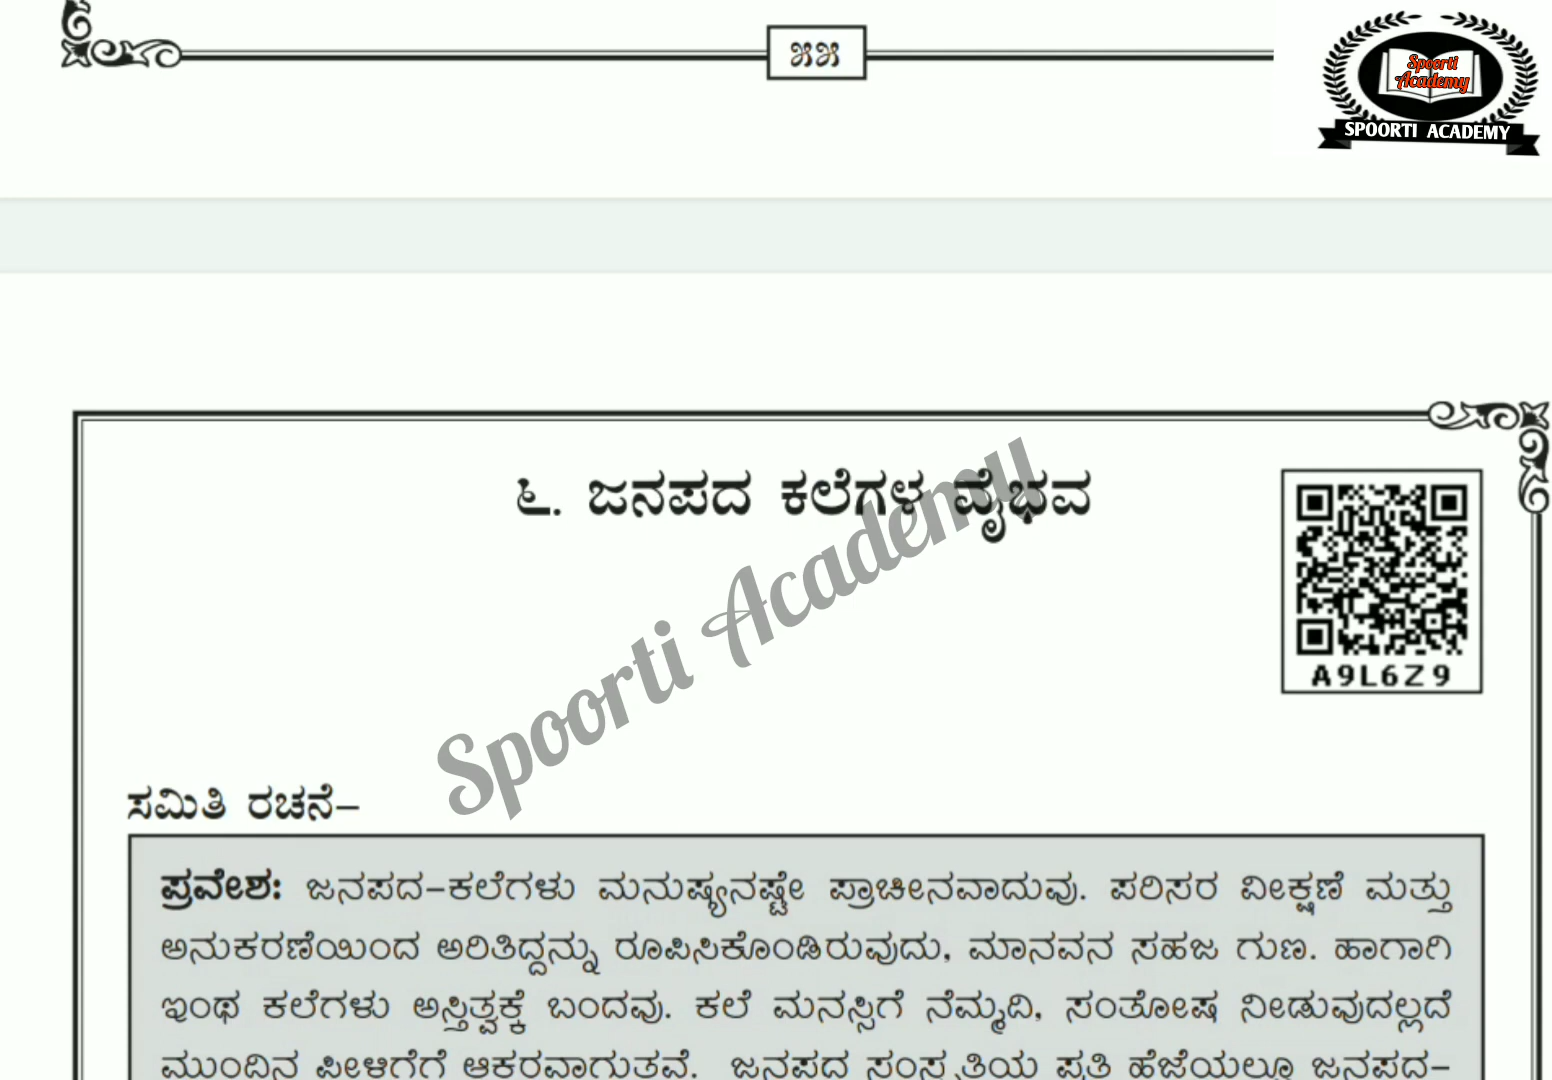 ೫೫
Spoorti
Academy
SPOORTI ACADEMY
೬. ಜನಪದ ಕಲೆಗಳ ವೈಭವ
A9L6Z9
Spoorti Academy
ಸಮಿತಿ ರಚನೆ–
ಪ್ರವೇಶ: ಜನಪದ–ಕಲೆಗಳು ಮನುಷ್ಯನಷ್ಟೇ ಪ್ರಾಚೀನವಾದುವು. ಪರಿಸರ ವೀಕ್ಷಣೆ ಮತ್ತು
ಅನುಕರಣೆಯಿಂದ ಅರಿತಿದ್ದನ್ನು ರೂಪಿಸಿಕೊಂಡಿರುವುದು, ಮಾನವನ ಸಹಜ ಗುಣ. ಹಾಗಾಗಿ
ಇಂಥ ಕಲೆಗಳು ಅಸ್ತಿತ್ವಕ್ಕೆ ಬಂದವು. ಕಲೆ ಮನಸ್ಸಿಗೆ ನೆಮ್ಮದಿ, ಸಂತೋಷ ನೀಡುವುದಲ್ಲದೆ
ಮುಂದಿನ ಪೀಳಿಗೆಗೆ ಆಕರವಾಗುತ್ತವೆ. ಜನಪದ ಸಂಸ್ಕೃತಿಯ ಪ್ರತಿ ಹೆಜ್ಜೆಯಲ್ಲೂ ಜನಪದ–